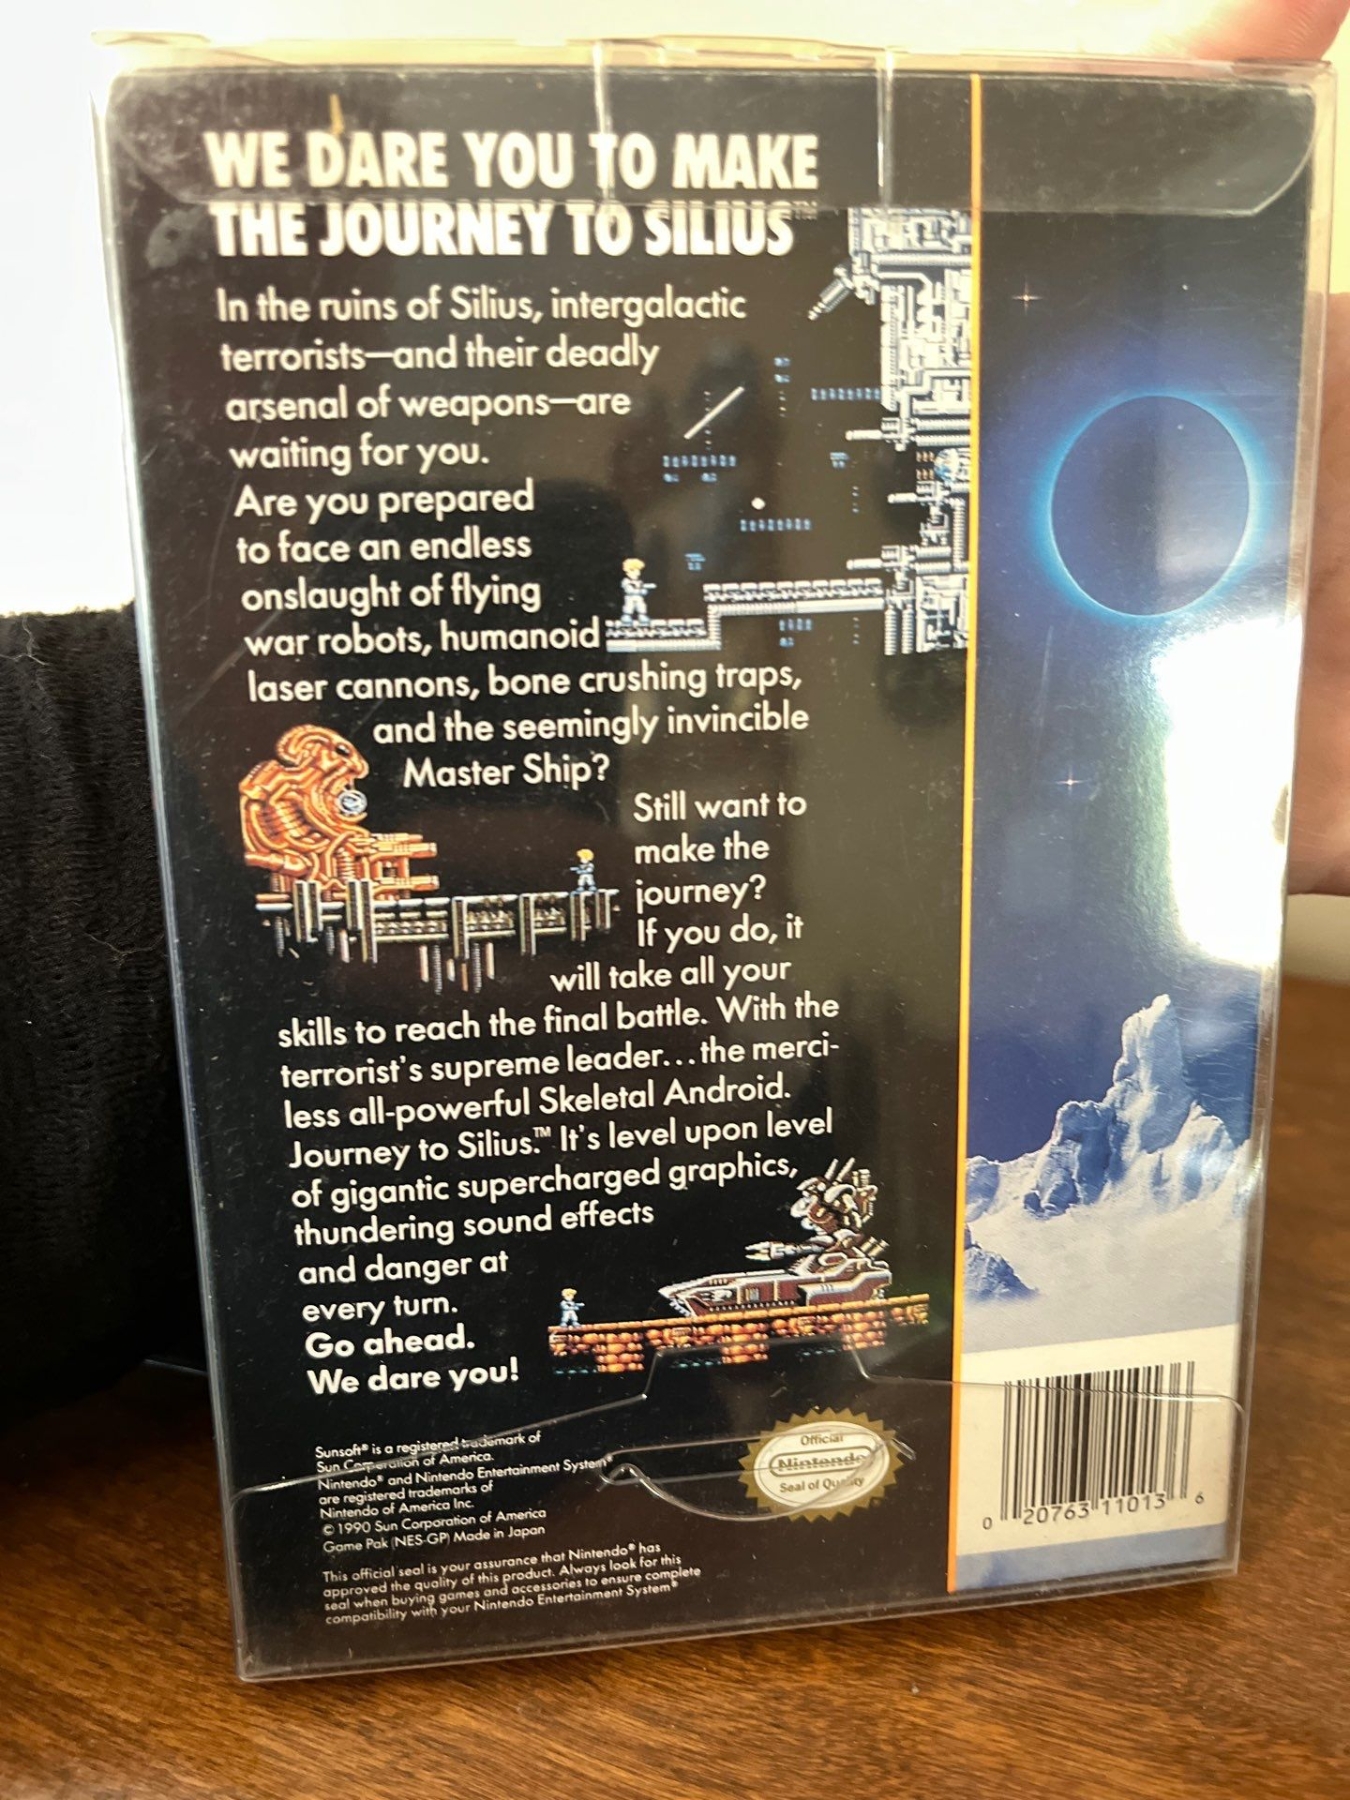 WE DARE YOU TO MAKE
THE JOURNEY TO SILIUS™
In the ruins of Silius, intergalactic
terrorists—and their deadly
arsenal of weapons—are
waiting for you.
Are you prepared
to face an endless
onslaught of flying
war robots, humanoid
laser cannons, bone crushing traps,
and the seemingly invincible
Master Ship?
Still want to
make the
journey?
If you do, it
will take all your
skills to reach the final battle. With the
terrorist's supreme leader...the merci-
less all-powerful Skeletal Android.
Journey to Silius.™ It's level upon level
of gigantic supercharged graphics,
thundering sound effects
and danger at
every turn.
Go ahead.
We dare you!
Sunsoft® is a registered trademark of
Sun Corporation of America.
Nintendo® and Nintendo Entertainment System®
are registered trademarks of
Nintendo of America Inc.
© 1990 Sun Corporation of America
Game Pak (NES-GP) Made in Japan
This official seal is your assurance that Nintendo® has
approved the quality of this product. Always look for this
seal when buying games and accessories to ensure complete
compatibility with your Nintendo Entertainment System®
Official
Nintendo
Seal of Quality
0 20763 11013 6